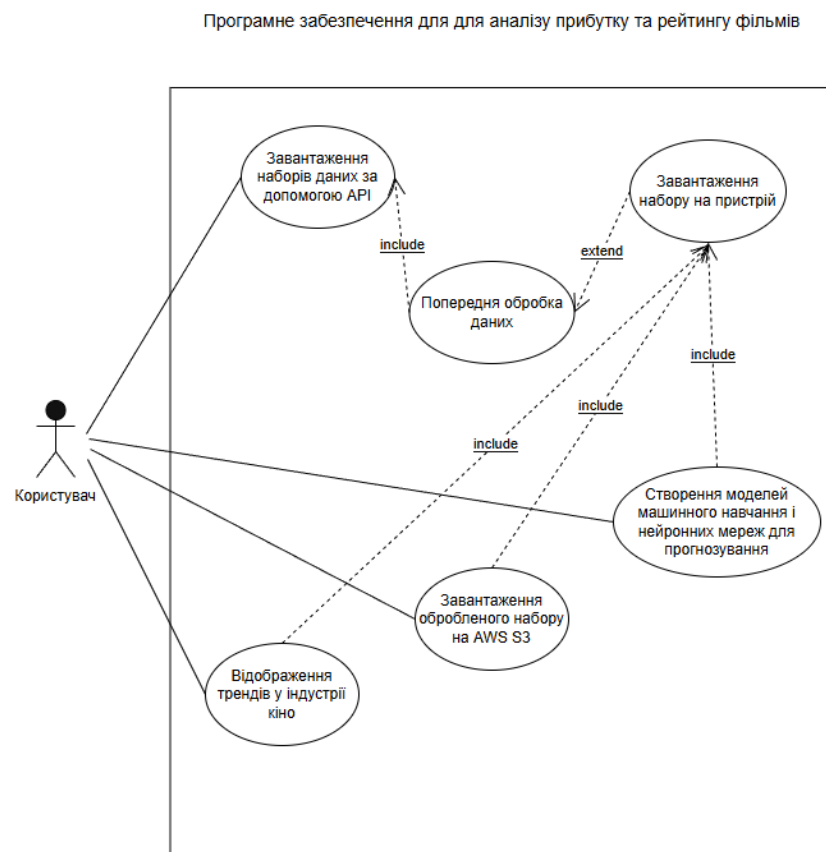 Програмне забезпечення для для аналізу прибутку та рейтингу фільмів
Завантаження
наборів даних за
допомогою API
Завантаження
набору на пристрій
include
extend
Попередня обробка
даних
include
include
include
Користувач
Створення моделей
машинного навчання і
нейронних мереж для
прогнозування
Завантаження
обробленого набору
на AWS S3
Відображення
трендів у індустрії
кіно